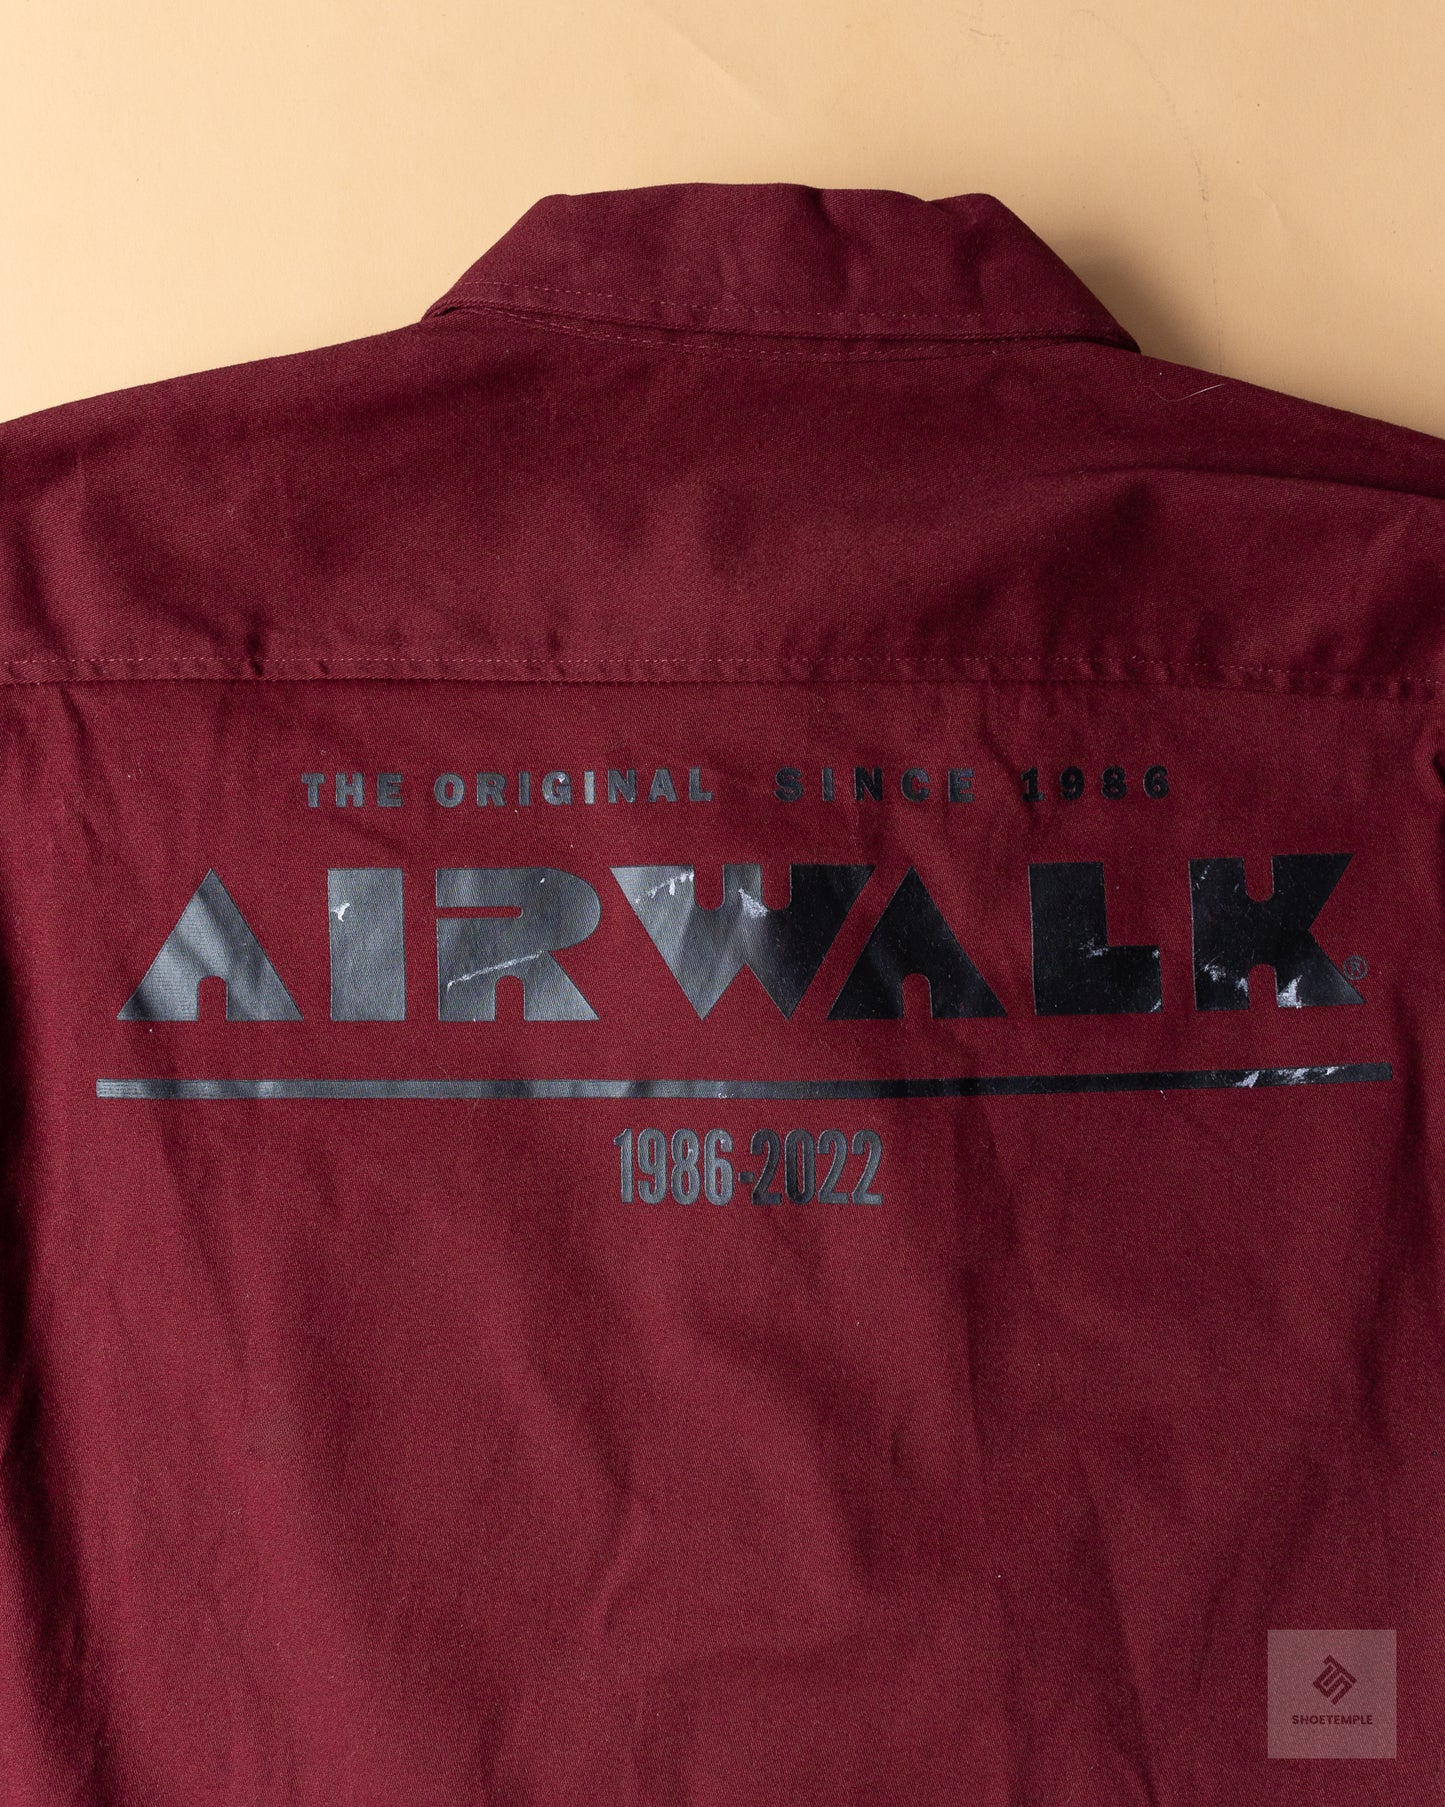 THE ORIGINAL SINCE 1986
AIRWALK®
1986-2022
SHOETEMPLE